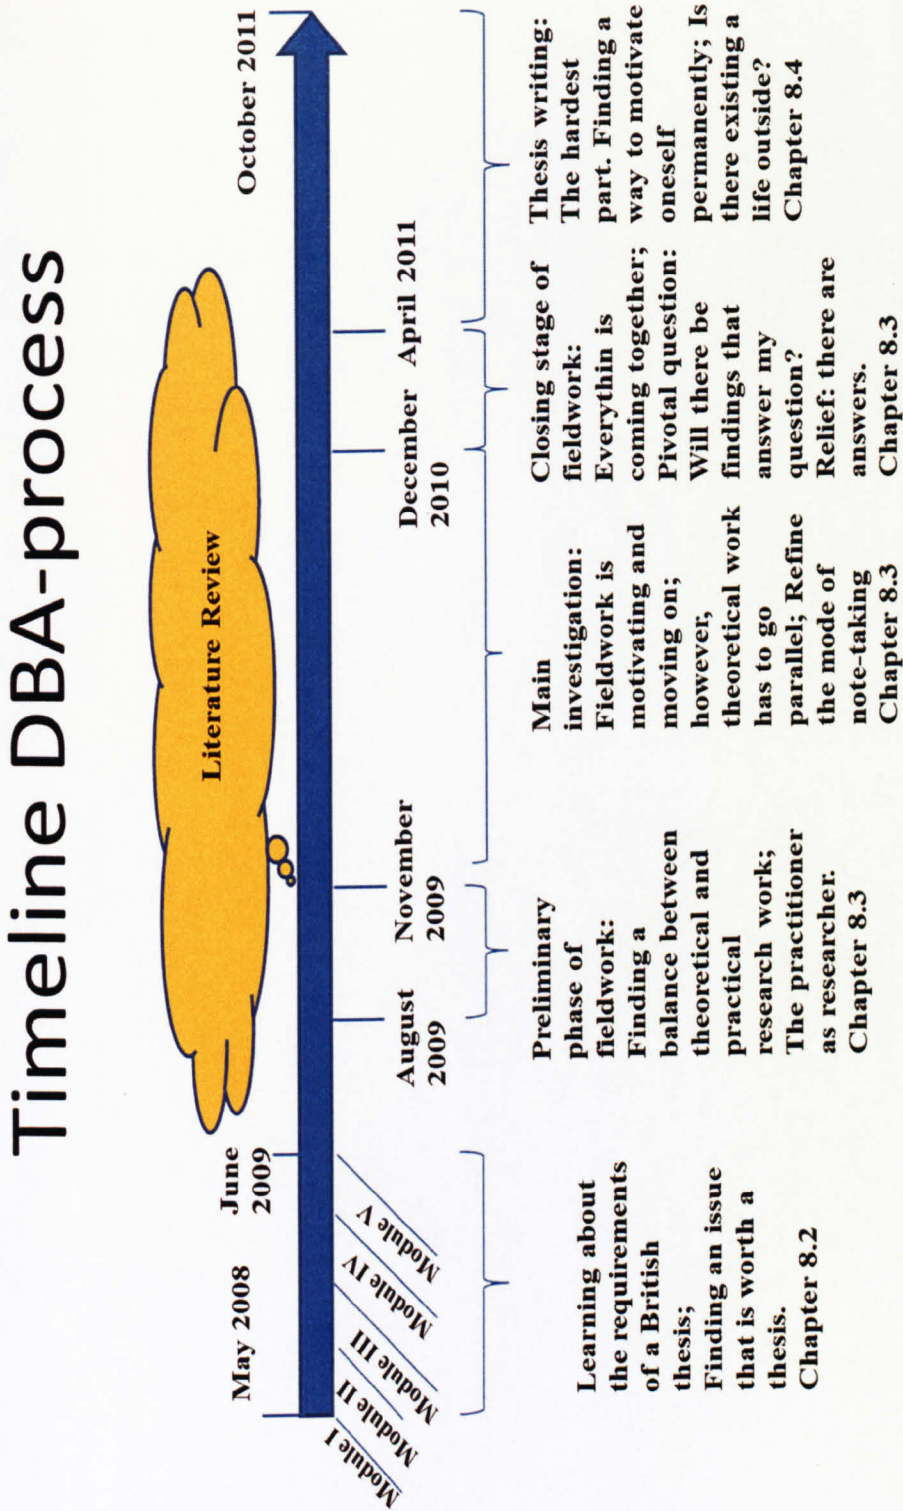 Timeline DBA-process
Literature Review
May 2008
June
2009
October 2011
Module I
Module II
Module III
Module IV
Module V
August
2009
November
2009
December
2010
April 2011
Learning about
the requirements
of a British
thesis;
Finding an issue
that is worth a
thesis.
Chapter 8.2
Preliminary
phase of
fieldwork:
Finding a
balance between
theoretical and
practical
research work;
The practitioner
as researcher.
Chapter 8.3
Main
investigation:
Fieldwork is
motivating and
moving on;
however,
theoretical work
has to go
parallel; Refine
the mode of
note-taking
Chapter 8.3
Closing stage of
fieldwork:
Everythin is
coming together;
Pivotal question:
Will there be
findings that
answer my
question?
Relief: there are
answers.
Chapter 8.3
Thesis writing:
The hardest
part. Finding a
way to motivate
oneself
permanently; Is
there existing a
life outside?
Chapter 8.4